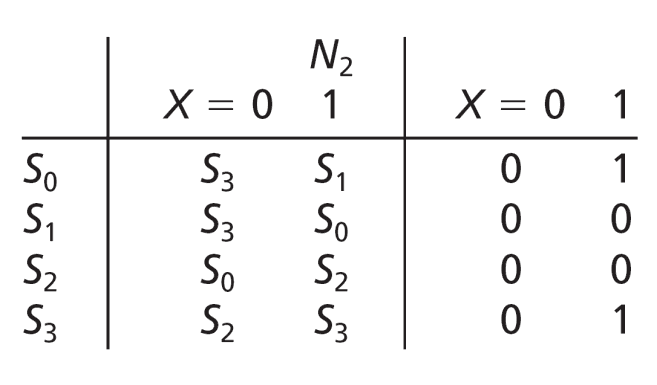 N₂
X = 0 1 X = 0 1
S₀ S₃ S₁ 0 1
S₁ S₃ S₀ 0 0
S₂ S₀ S₂ 0 0
S₃ S₂ S₃ 0 1